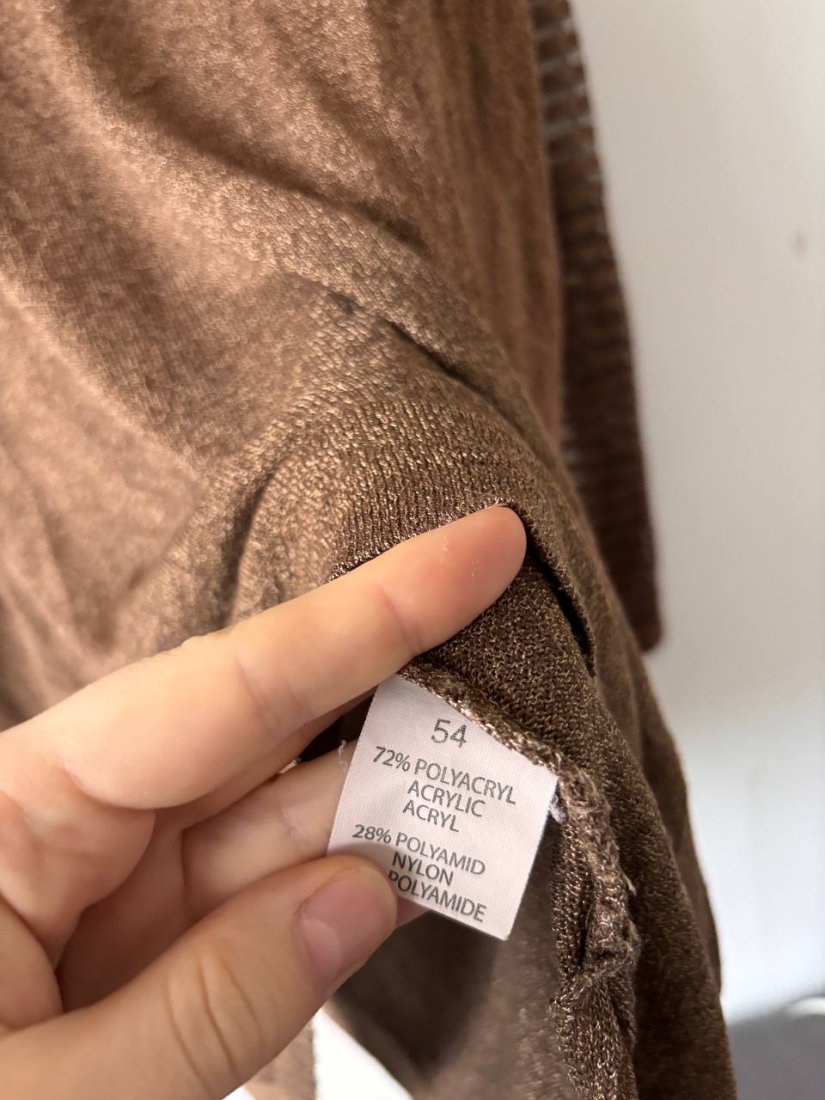 54
72% POLYACRYL
ACRYLIC
ACRYL
28% POLYAMID
NYLON
POLYAMIDE